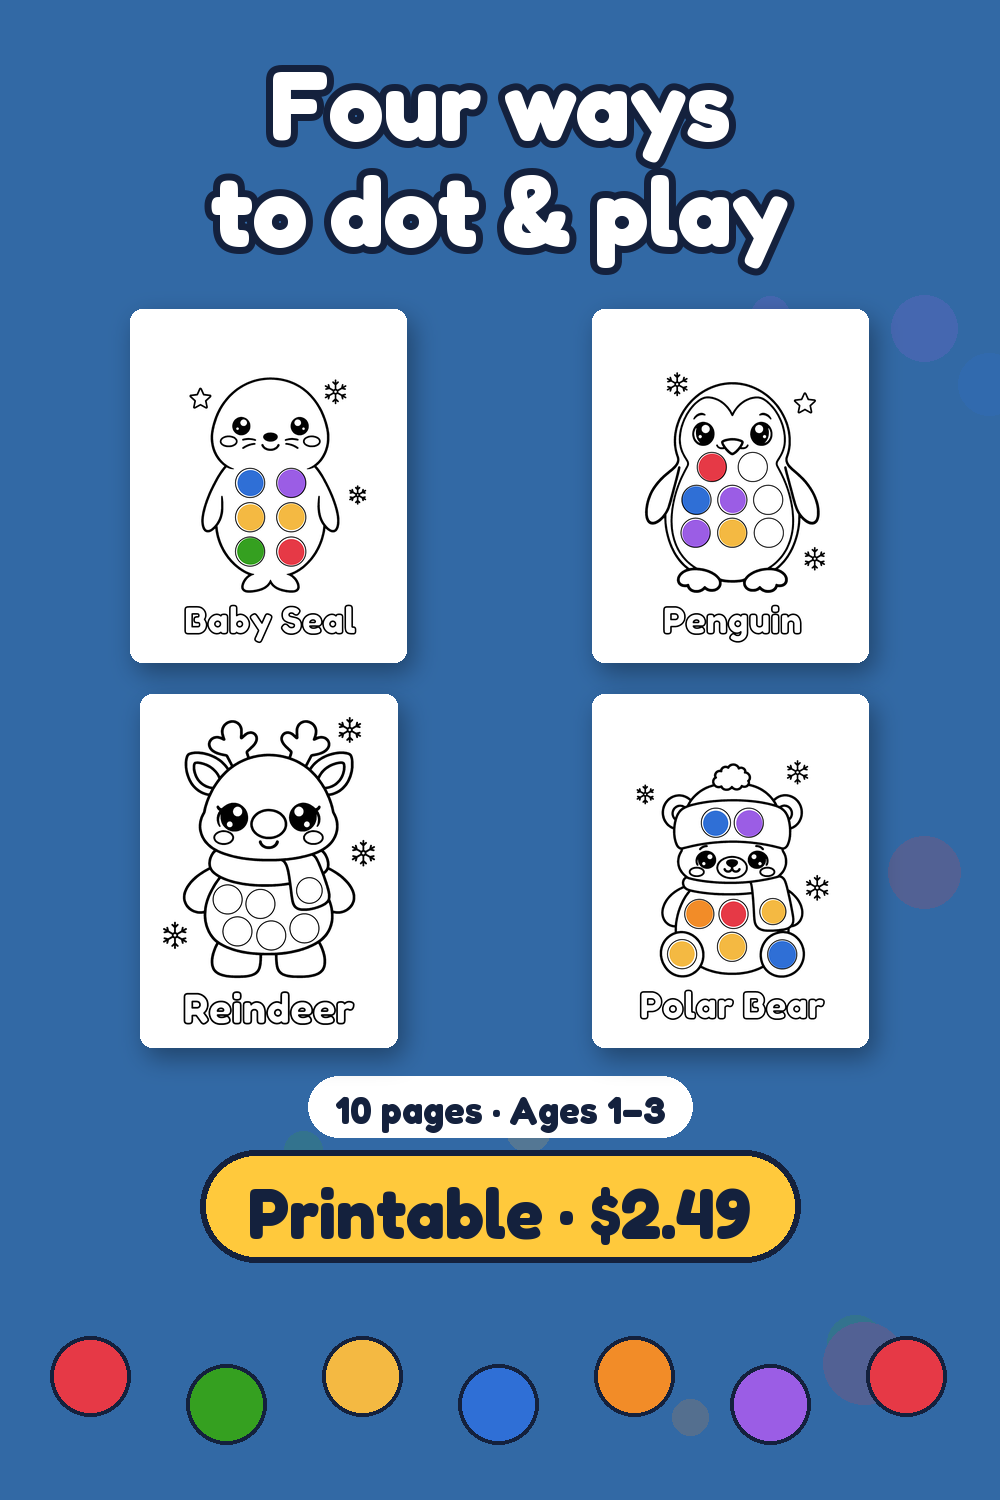 Four ways
to dot & play
Baby Seal
Penguin
Reindeer
Polar Bear
10 pages · Ages 1–3
Printable · $2.49